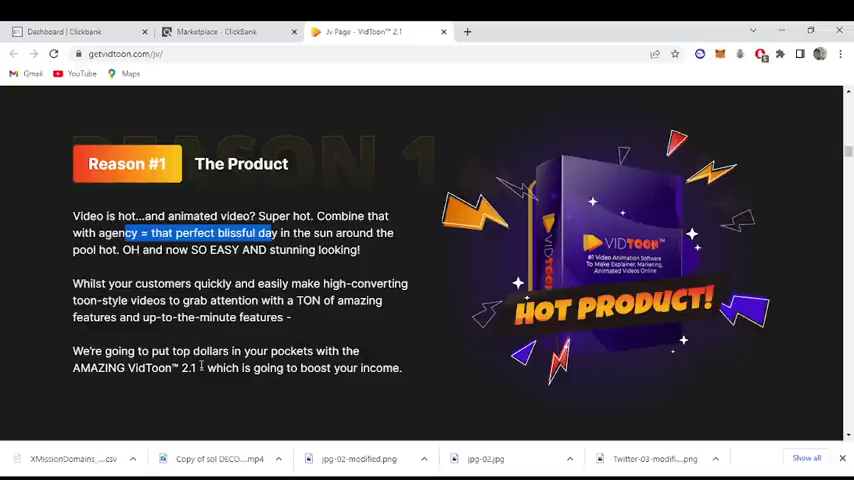 Dashboard | Clickbank
Marketplace - ClickBank
Jv Page - VidToon™ 2.1
getvidtoon.com/jv/
Gmail
YouTube
Maps
REASON 1
Reason #1
The Product
Video is hot...and animated video? Super hot. Combine that
with agency = that perfect blissful day in the sun around the
pool hot. OH and now SO EASY AND stunning looking!
Whilst your customers quickly and easily make high-converting
toon-style videos to grab attention with a TON of amazing
features and up-to-the-minute features -
We're going to put top dollars in your pockets with the
AMAZING VidToon™ 2.1 which is going to boost your income.
VIDTOON
#1 Video Animation Software
To Make Explainer, Marketing,
Animated Videos Online
VIDTOON
HOT PRODUCT!
XMissionDomains_....csv
Copy of sol DECO....mp4
jpg-02-modified.png
jpg-02.jpg
Twitter-03-modifi....png
Show all